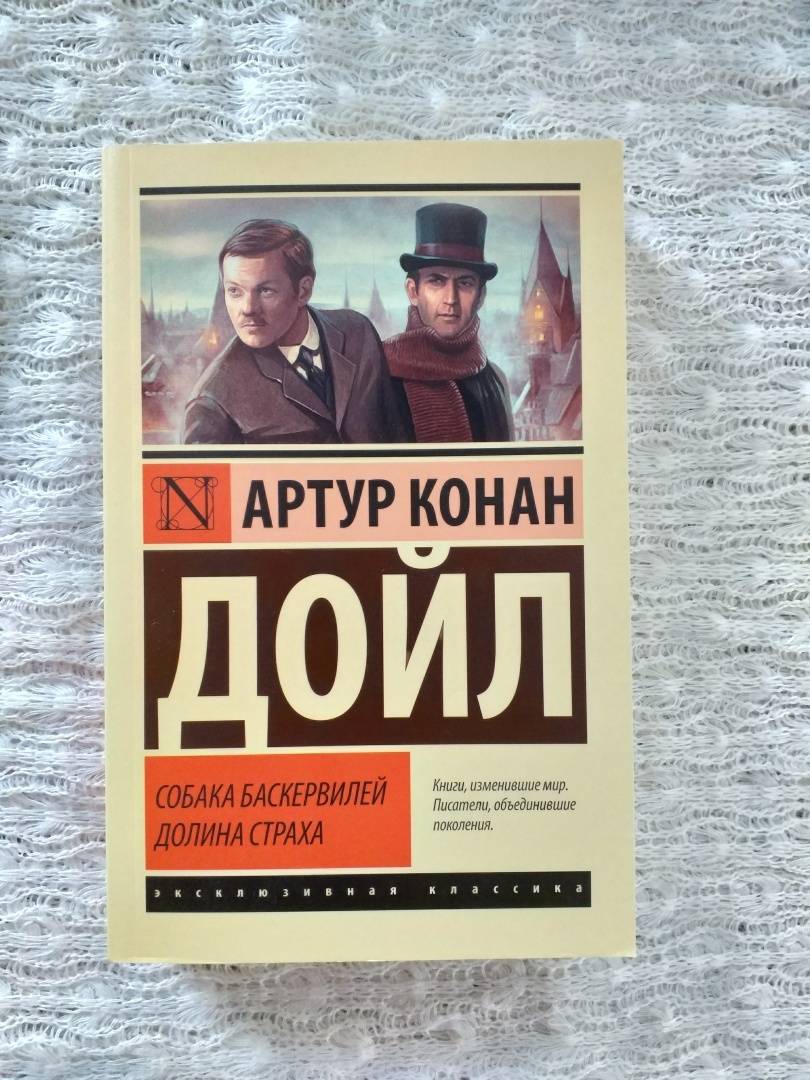 N АРТУР КОНАН
ДОЙЛ
СОБАКА БАСКЕРВИЛЕЙ
ДОЛИНА СТРАХА
Книги, изменившие мир.
Писатели, объединившие
поколения.
ЭКСКЛЮЗИВНАЯ КЛАССИКА